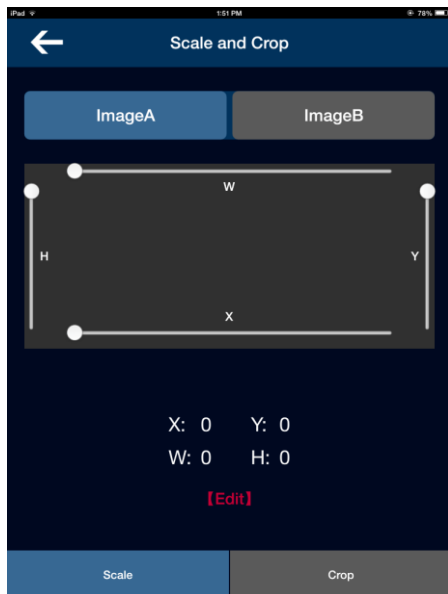 iPad 1:51 PM 78%
Scale and Crop
ImageA ImageB
W
H Y
X
X: 0 Y: 0
W: 0 H: 0
【Edit】
Scale Crop